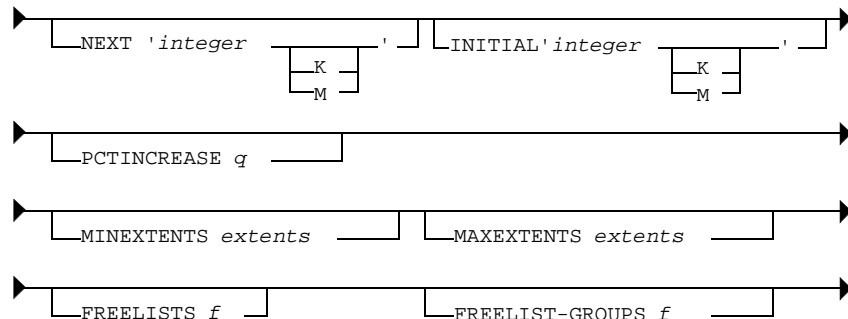 NEXT 'integer ' INITIAL'integer '
K K
M M
PCTINCREASE q
MINEXTENTS extents MAXEXTENTS extents
FREELISTS f FREELIST-GROUPS f